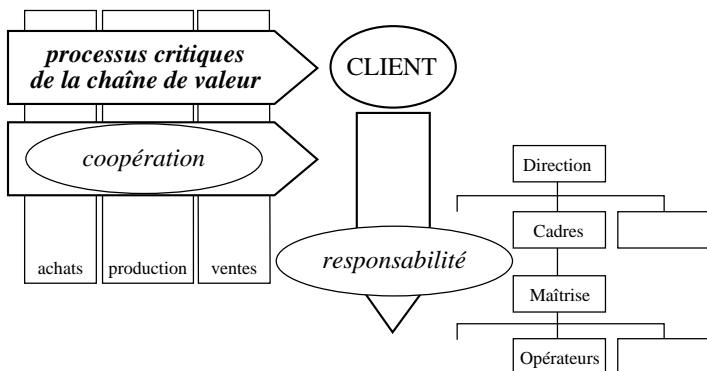 processus critiques
de la chaîne de valeur
CLIENT
coopération
Direction
achats
production
ventes
responsabilité
Cadres
Maîtrise
Opérateurs